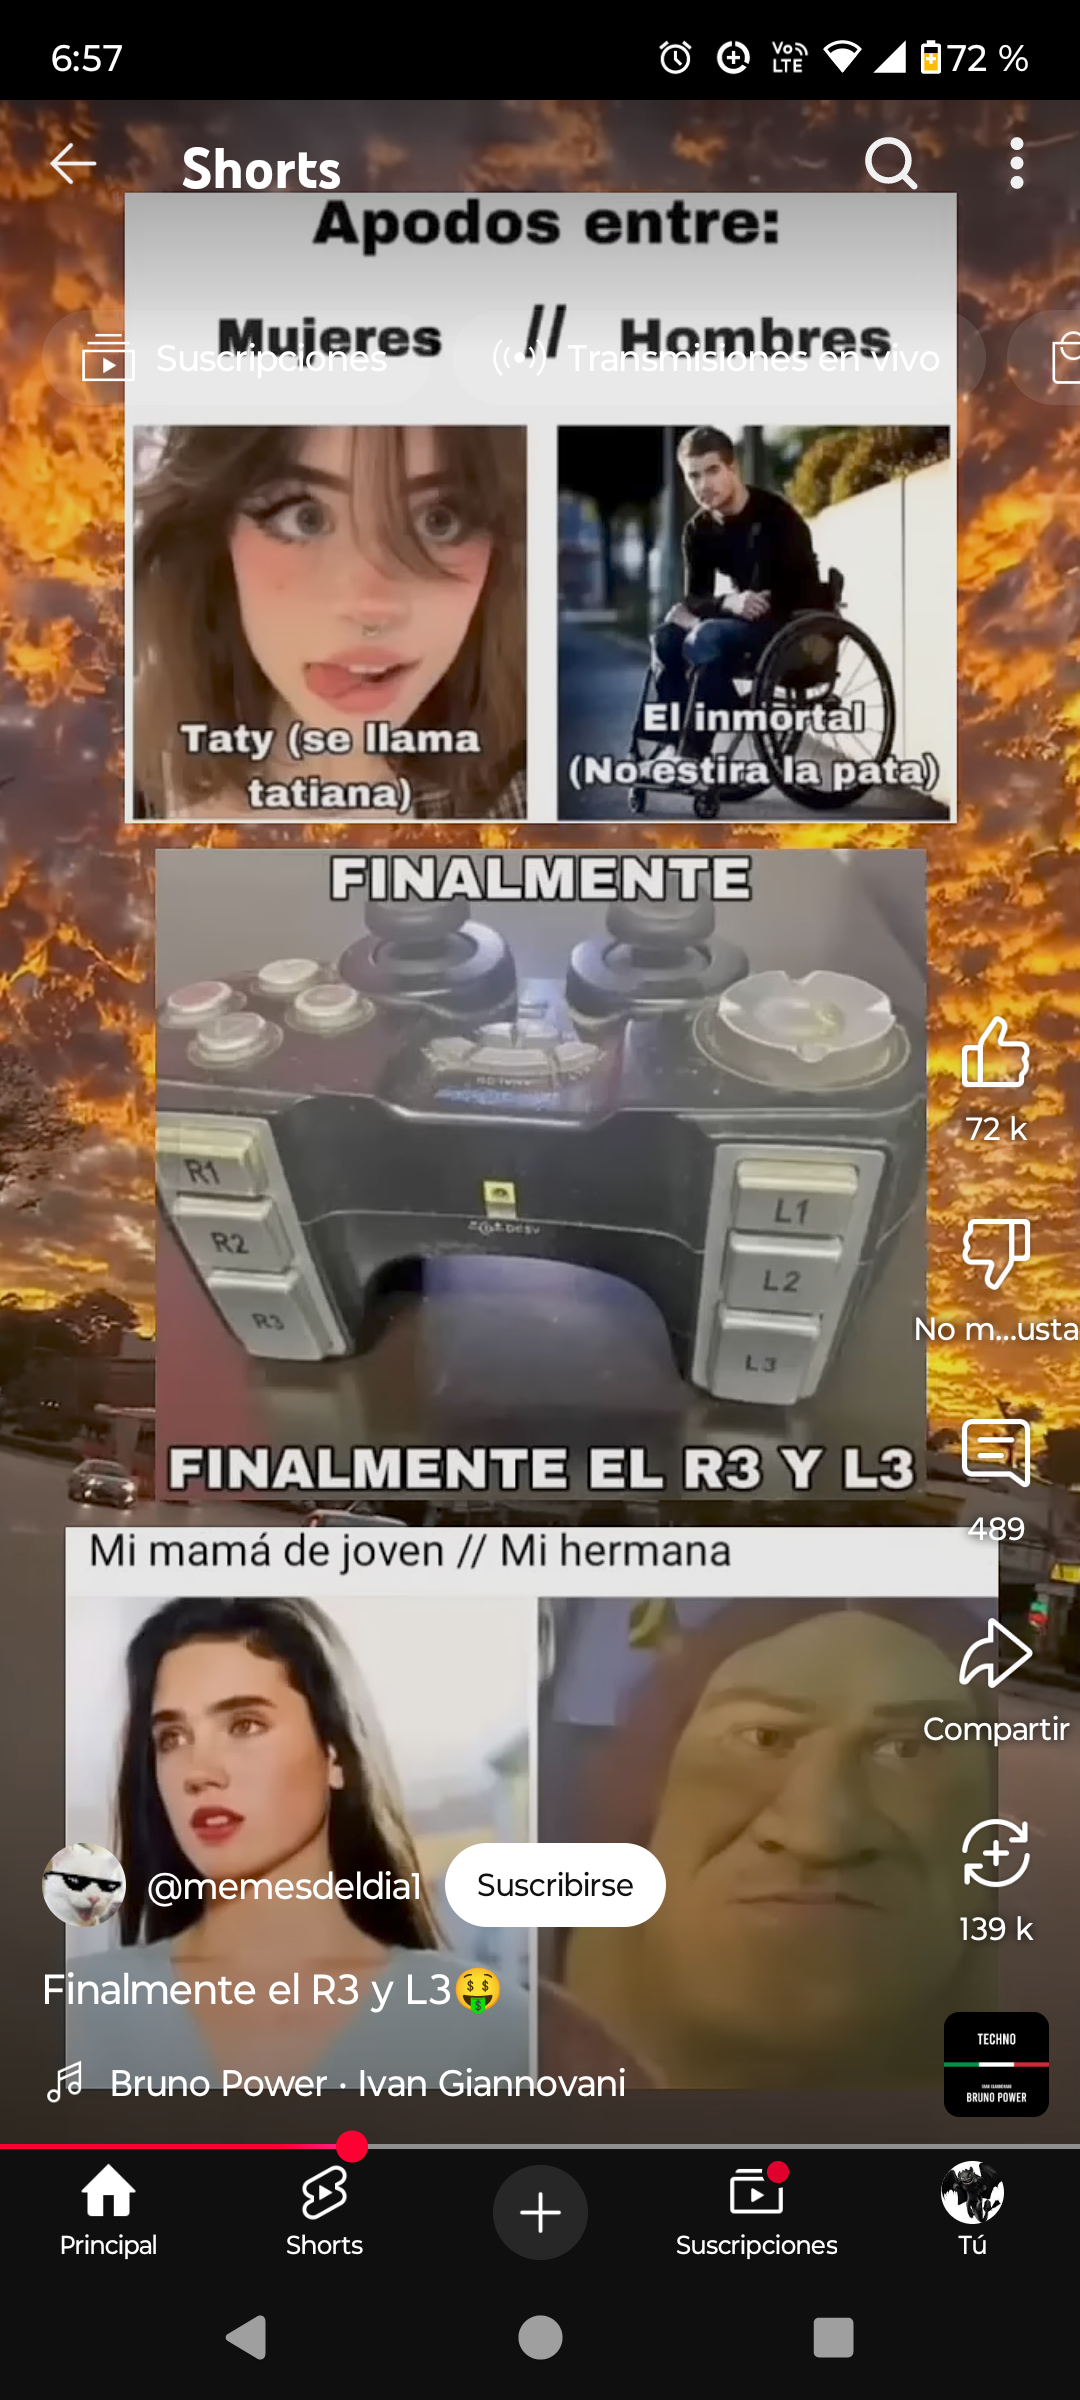 6:57
Vo LTE
72 %
Shorts
Apodos entre:
Mujeres // Hombres
Suscripciones
Transmisiones en vivo
Taty (se llama
tatiana)
El inmortal
(No estira la pata)
FINALMENTE
R1
R2
R3
L1
L2
L3
FINALMENTE EL R3 Y L3
72 k
No m...usta
489
Compartir
139 k
Mi mamá de joven // Mi hermana
@memesdeldia1
Suscribirse
Finalmente el R3 y L3🤑
Bruno Power · Ivan Giannovani
TECHNO
BRUNO POWER
Principal
Shorts
Suscripciones
Tú